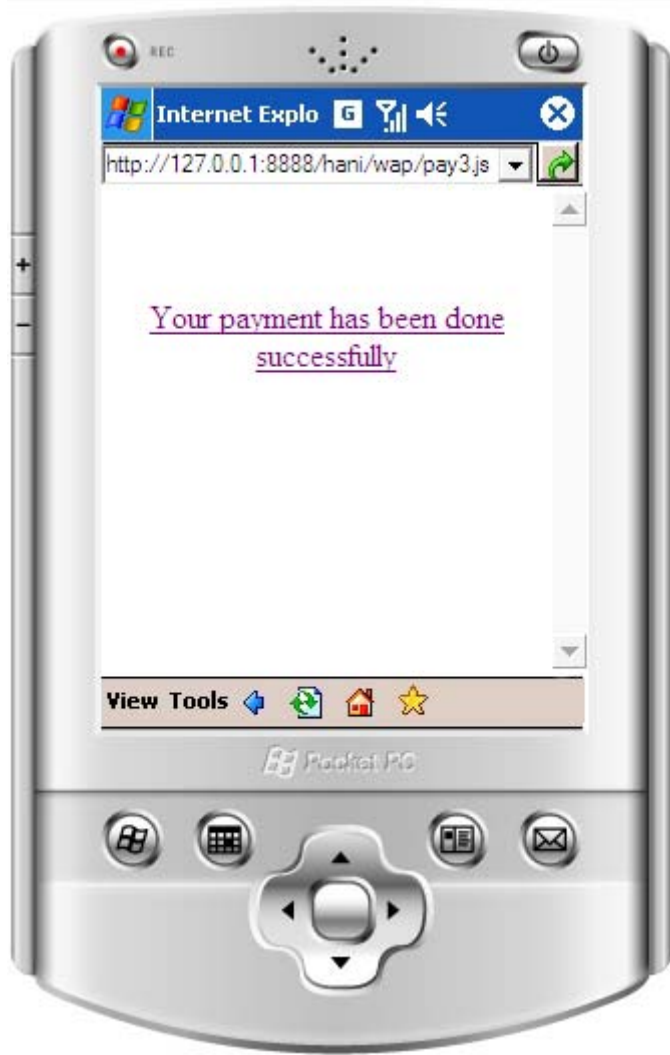 REC
Internet Explo G
http://127.0.0.1:8888/hani/wap/pay3.js
+
Your payment has been done
successfully
−
View Tools
Pocket PC